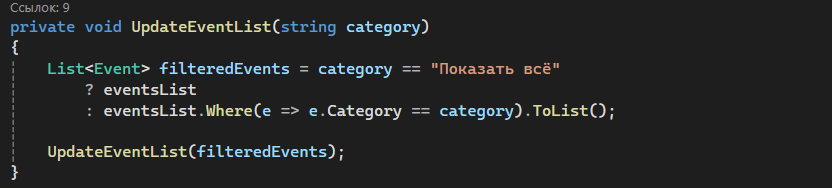 Ссылок: 9
private void UpdateEventList(string category)
{
    List<Event> filteredEvents = category == "Показать всё"
        ? eventsList
        : eventsList.Where(e => e.Category == category).ToList();

    UpdateEventList(filteredEvents);
}